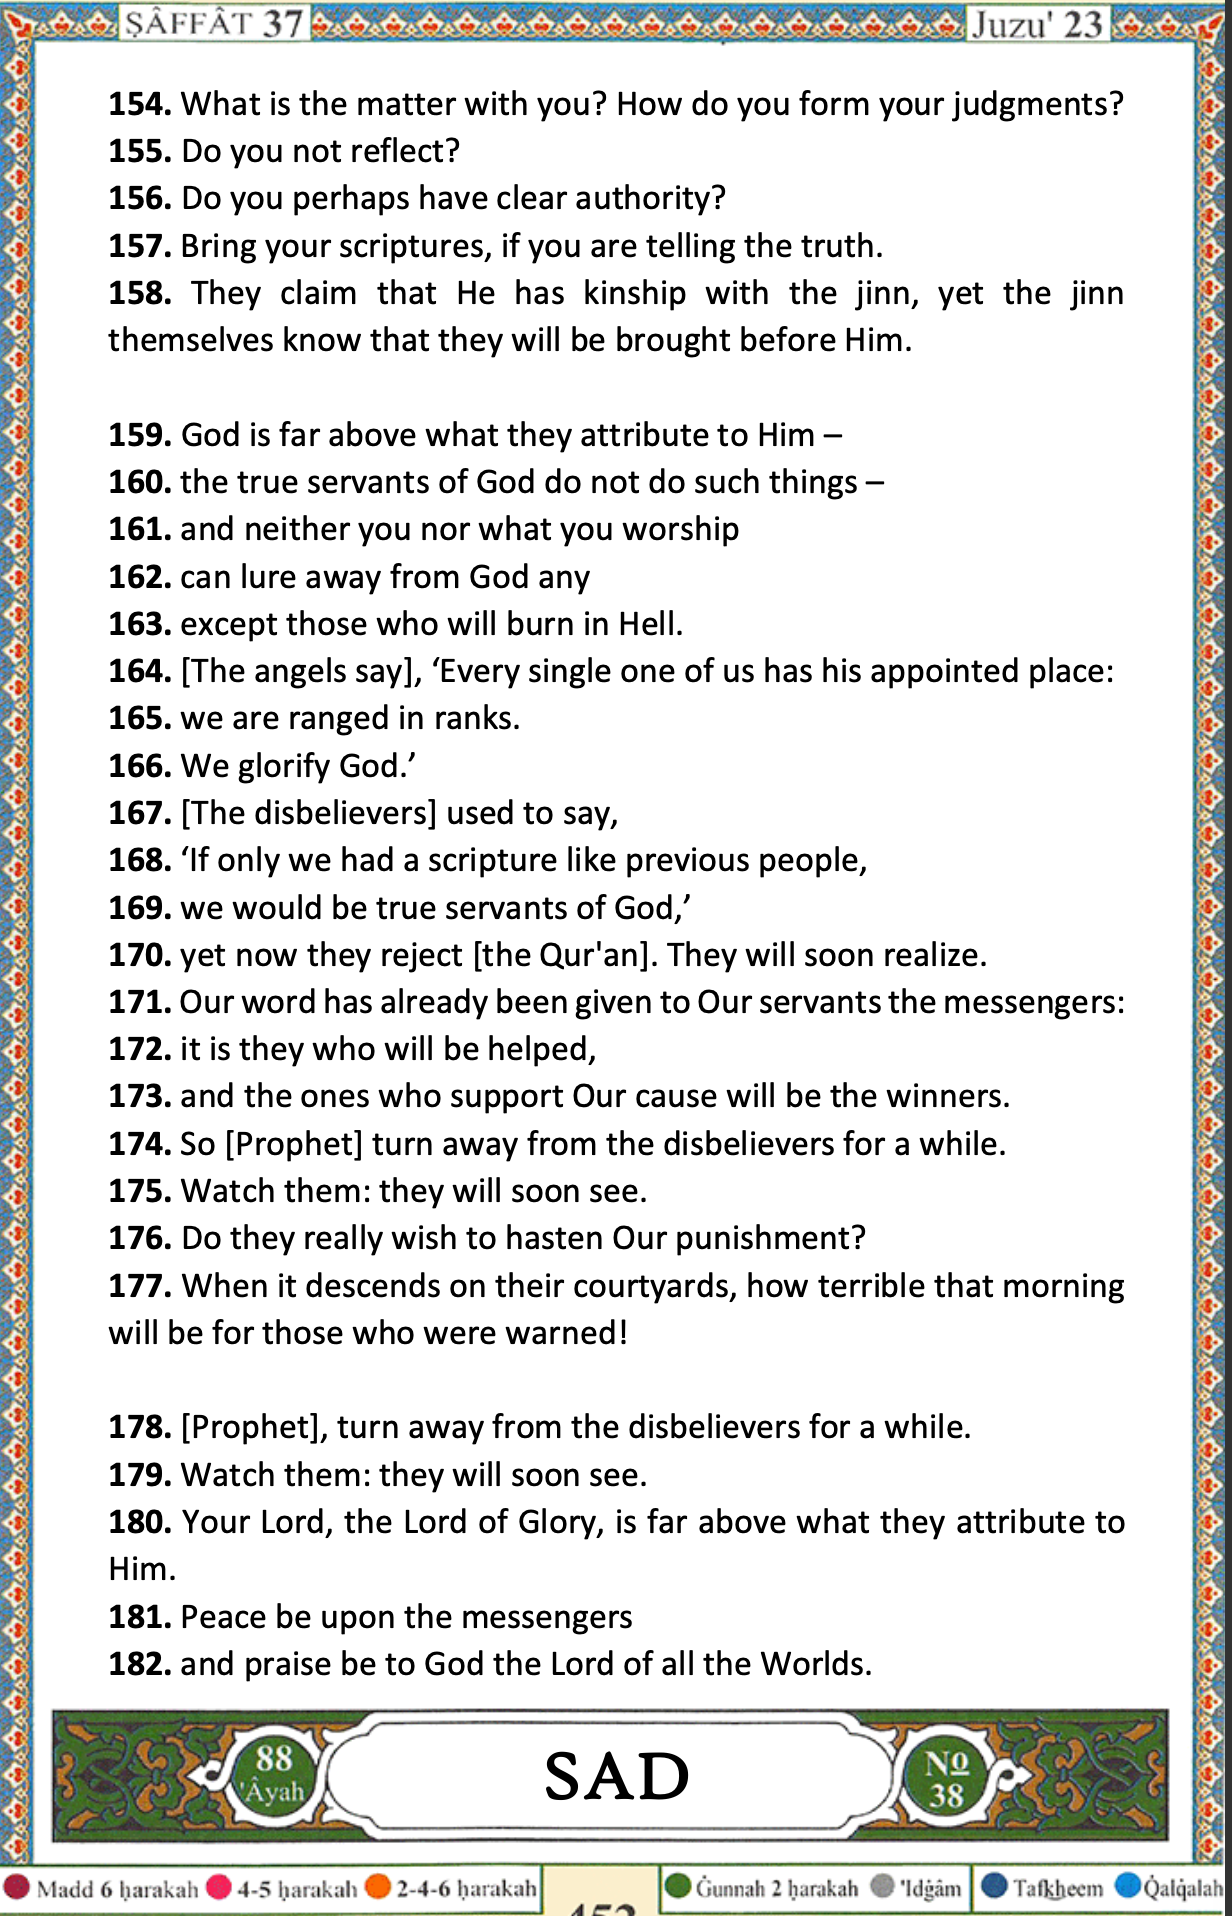 ṢÂFFÂT 37
Juzu' 23
154. What is the matter with you? How do you form your judgments?
155. Do you not reflect?
156. Do you perhaps have clear authority?
157. Bring your scriptures, if you are telling the truth.
158. They claim that He has kinship with the jinn, yet the jinn
themselves know that they will be brought before Him.
159. God is far above what they attribute to Him –
160. the true servants of God do not do such things –
161. and neither you nor what you worship
162. can lure away from God any
163. except those who will burn in Hell.
164. [The angels say], ‘Every single one of us has his appointed place:
165. we are ranged in ranks.
166. We glorify God.’
167. [The disbelievers] used to say,
168. ‘If only we had a scripture like previous people,
169. we would be true servants of God,’
170. yet now they reject [the Qur'an]. They will soon realize.
171. Our word has already been given to Our servants the messengers:
172. it is they who will be helped,
173. and the ones who support Our cause will be the winners.
174. So [Prophet] turn away from the disbelievers for a while.
175. Watch them: they will soon see.
176. Do they really wish to hasten Our punishment?
177. When it descends on their courtyards, how terrible that morning
will be for those who were warned!
178. [Prophet], turn away from the disbelievers for a while.
179. Watch them: they will soon see.
180. Your Lord, the Lord of Glory, is far above what they attribute to
Him.
181. Peace be upon the messengers
182. and praise be to God the Lord of all the Worlds.
88
'Âyah
SAD
Nº
38
Madd 6 ḥarakah 4-5 ḥarakah 2-4-6 ḥarakah
Ġunnah 2 ḥarakah 'Idġâm Tafkheem Q̇alq̇alah